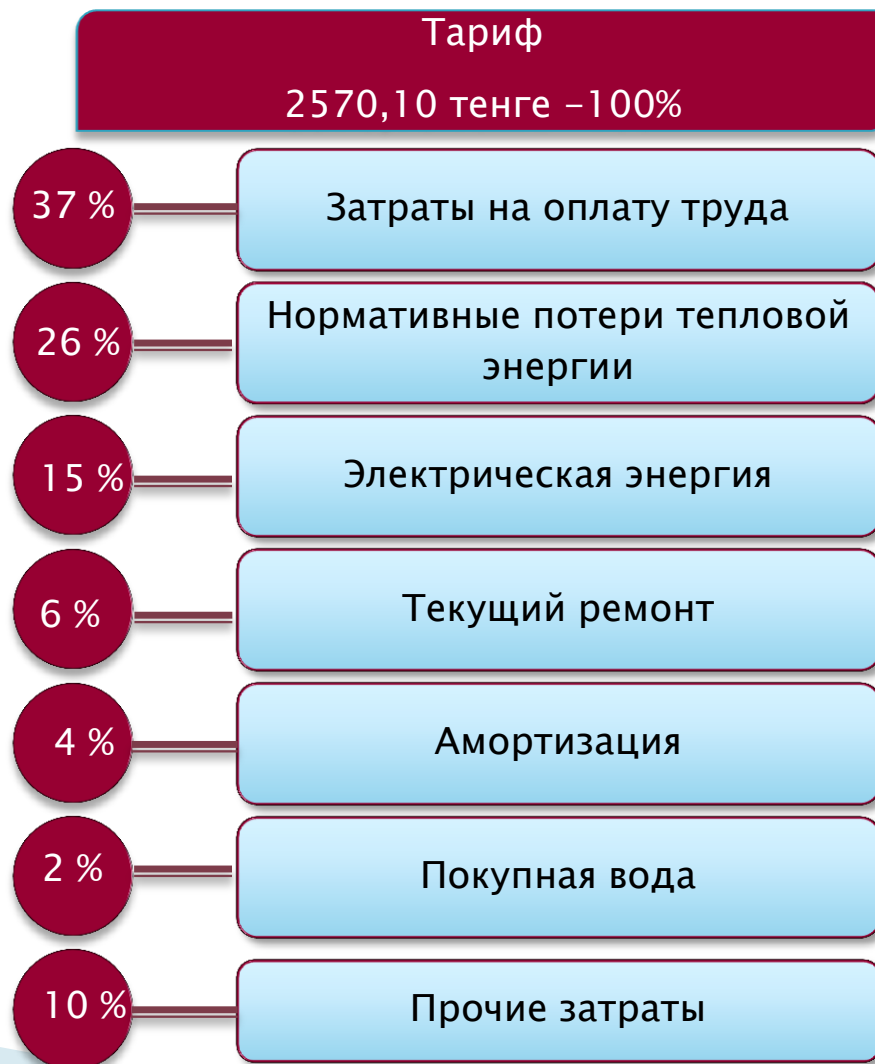 Тариф
2570,10 тенге –100%
37 %
Затраты на оплату труда
26 %
Нормативные потери тепловой
энергии
15 %
Электрическая энергия
6 %
Текущий ремонт
4 %
Амортизация
2 %
Покупная вода
10 %
Прочие затраты